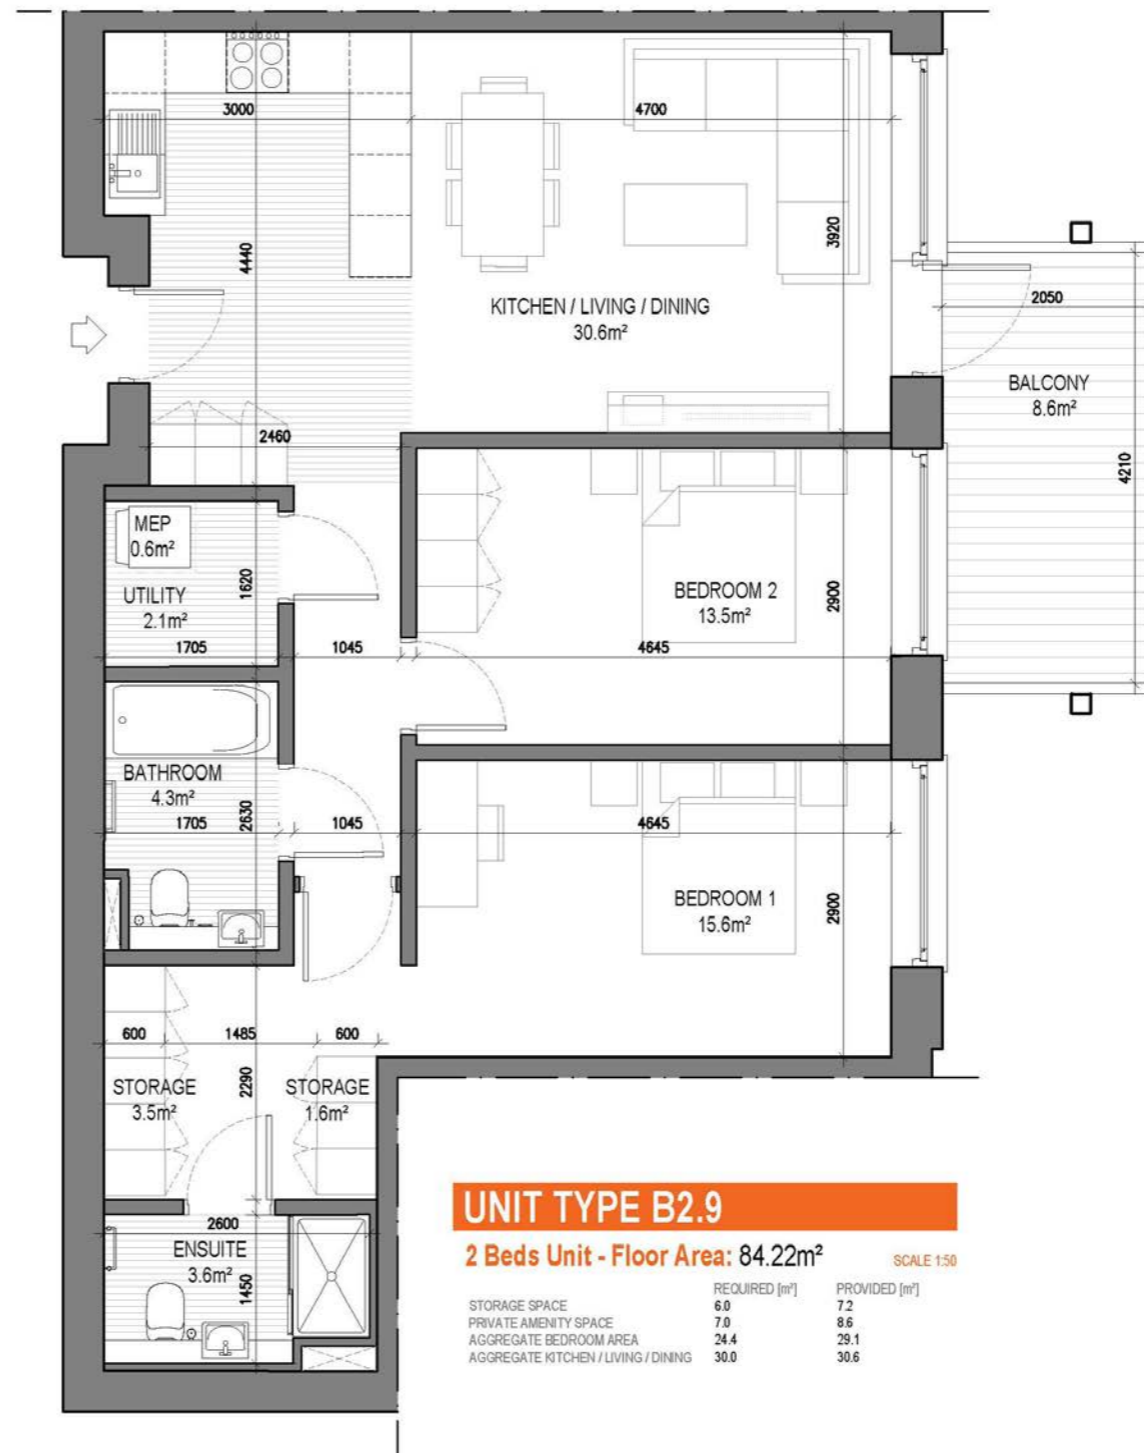 3000
4700
4440
3920
KITCHEN / LIVING / DINING
30.6m²
2050
BALCONY
8.6m²
4210
2460
MEP
0.6m²
1620
UTILITY
2.1m²
1705
1045
4645
BEDROOM 2
13.5m²
2900
BATHROOM
4.3m²
2630
1705
1045
4645
BEDROOM 1
15.6m²
2900
600
1485
600
STORAGE
3.5m²
2290
STORAGE
1.6m²
2600
ENSUITE
3.6m²
1450
UNIT TYPE B2.9
2 Beds Unit - Floor Area: 84.22m²
SCALE 1:50
REQUIRED [m²] PROVIDED [m²]
STORAGE SPACE 6.0 7.2
PRIVATE AMENITY SPACE 7.0 8.6
AGGREGATE BEDROOM AREA 24.4 29.1
AGGREGATE KITCHEN / LIVING / DINING 30.0 30.6